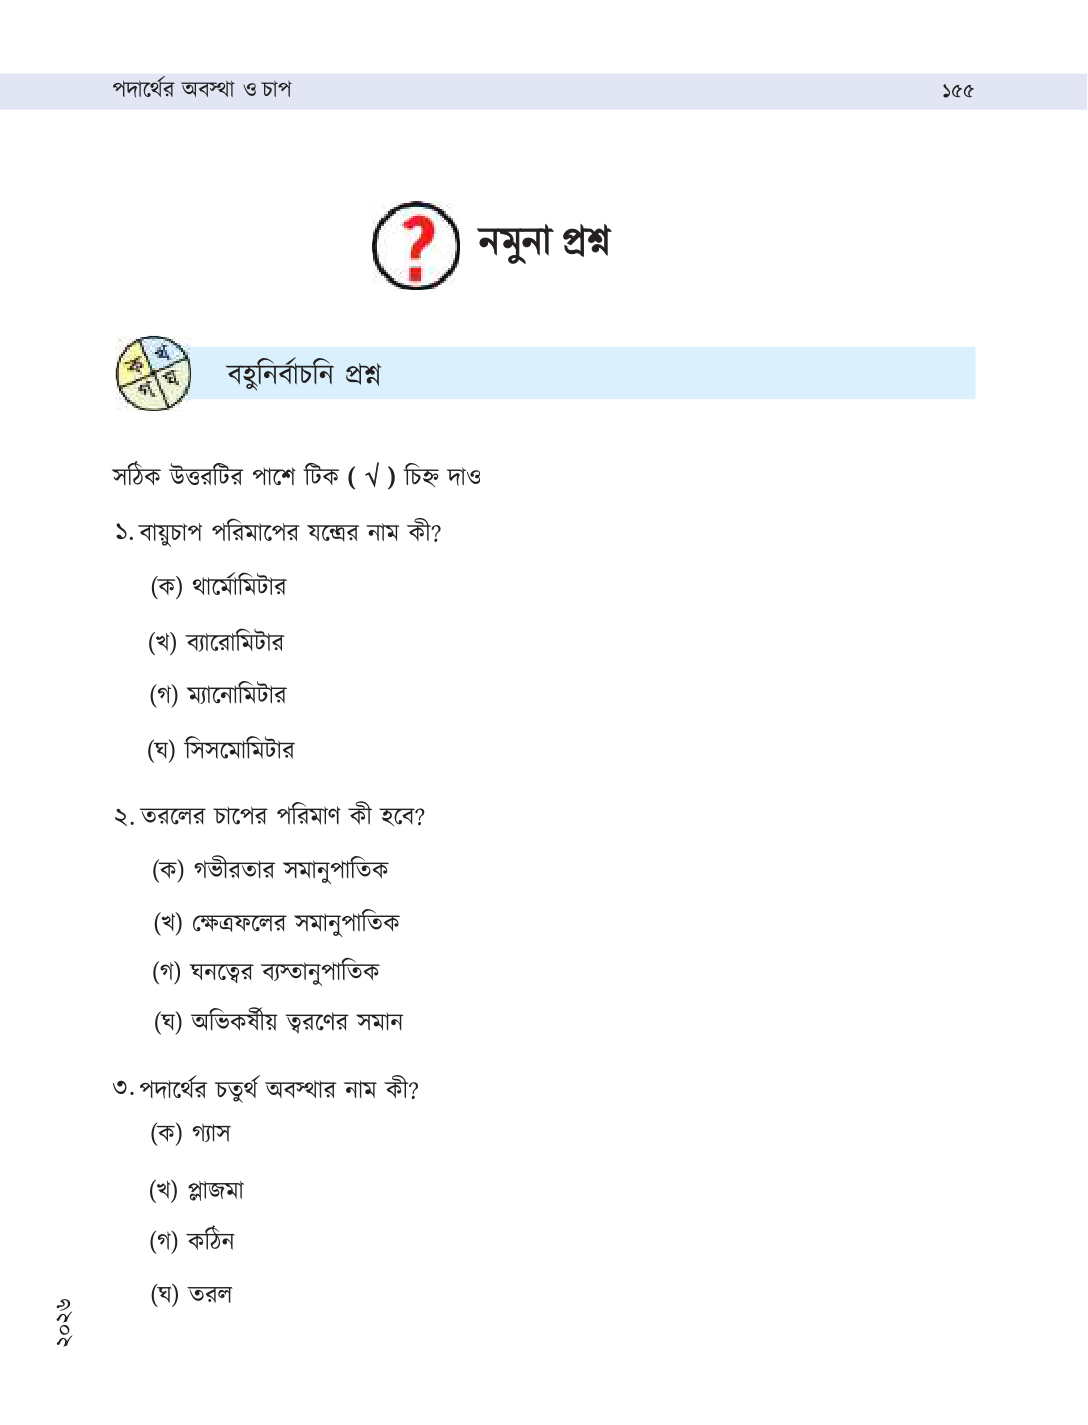 পদার্থের অবস্থা ও চাপ ১৫৫
? নমুনা প্রশ্ন
ক খ গ ঘ বহুনির্বাচনি প্রশ্ন
সঠিক উত্তরটির পাশে টিক ( √ ) চিহ্ন দাও
১. বায়ুচাপ পরিমাপের যন্ত্রের নাম কী?
(ক) থার্মোমিটার
(খ) ব্যারোমিটার
(গ) ম্যানোমিটার
(ঘ) সিসমোমিটার
২. তরলের চাপের পরিমাণ কী হবে?
(ক) গভীরতার সমানুপাতিক
(খ) ক্ষেত্রফলের সমানুপাতিক
(গ) ঘনত্বের ব্যস্তানুপাতিক
(ঘ) অভিকর্ষীয় ত্বরণের সমান
৩. পদার্থের চতুর্থ অবস্থার নাম কী?
(ক) গ্যাস
(খ) প্লাজমা
(গ) কঠিন
(ঘ) তরল
২০২৬